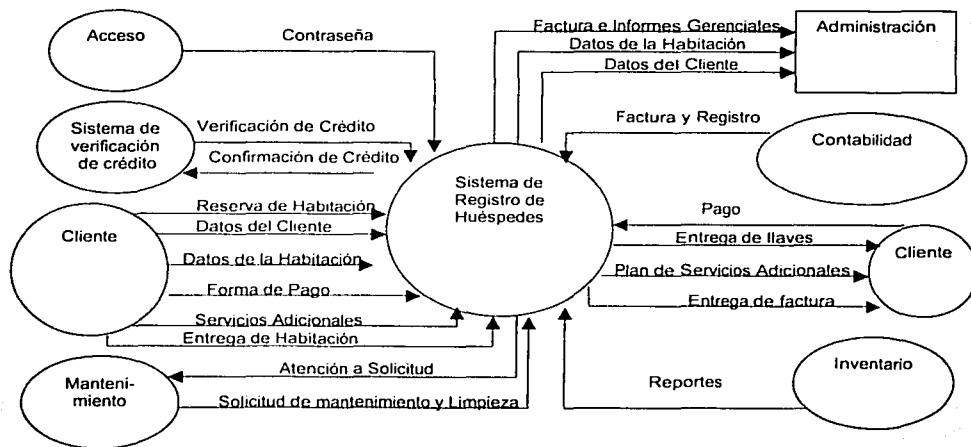 Acceso
Contraseña
Factura e Informes Gerenciales
Datos de la Habitación
Datos del Cliente
Administración
Sistema de
verificación
de crédito
Verificación de Crédito
Confirmación de Crédito
Sistema de
Registro de
Huéspedes
Factura y Registro
Contabilidad
Cliente
Reserva de Habitación
Datos del Cliente
Datos de la Habitación
Forma de Pago
Servicios Adicionales
Entrega de Habitación
Pago
Entrega de llaves
Plan de Servicios Adicionales
Entrega de factura
Cliente
Manteni-
miento
Atención a Solicitud
Solicitud de mantenimiento y Limpieza
Reportes
Inventario